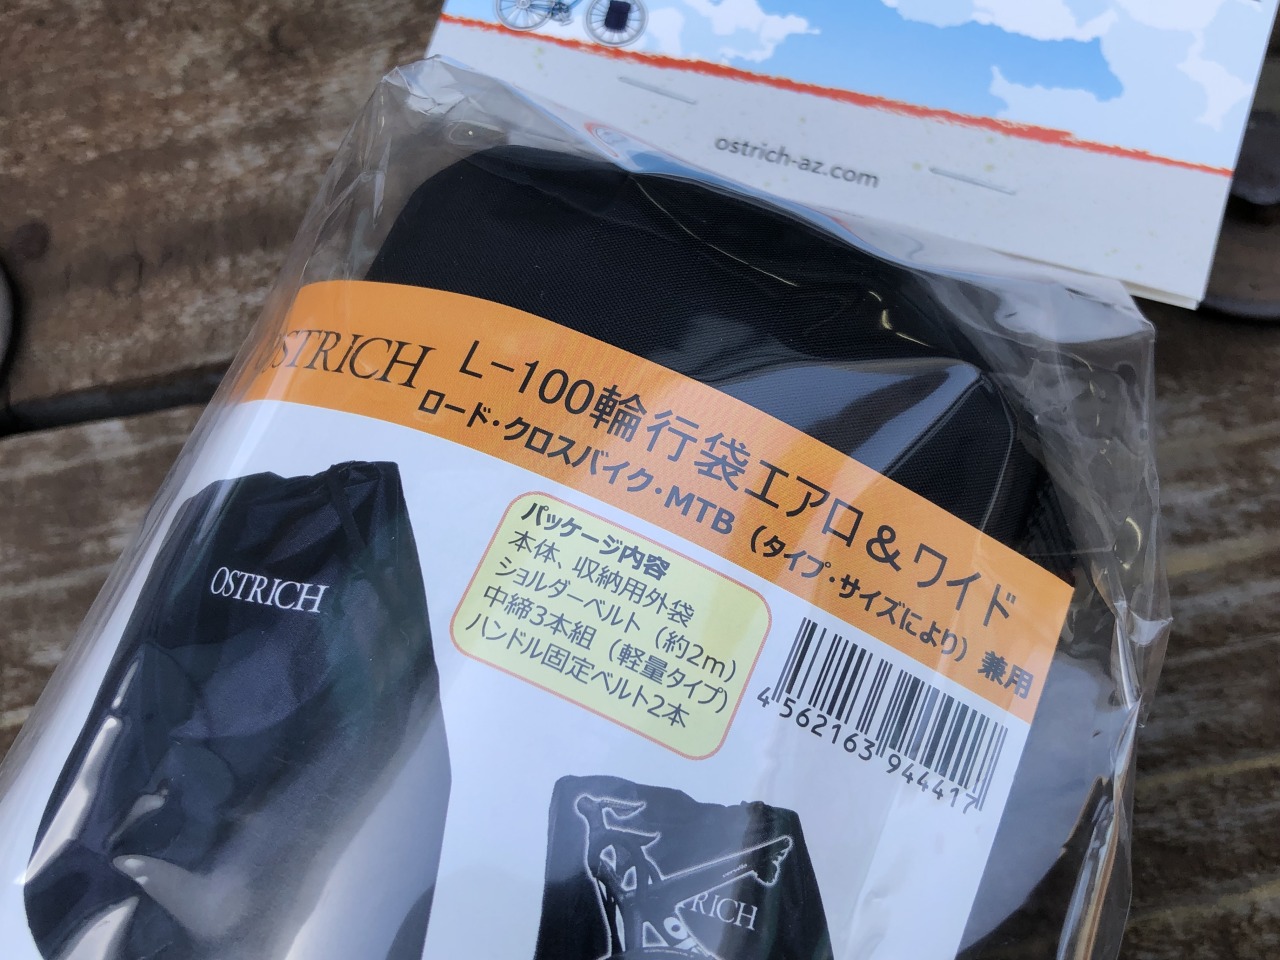 ostrich-az.com
OSTRICH
L-100輪行袋エアロ&ワイド
ロード・クロスバイク・MTB（タイプ・サイズにより）兼用
パッケージ内容
本体、収納用外袋
ショルダーベルト（約2m）
中締3本組（軽量タイプ）
ハンドル固定ベルト2本
4562163944417
OSTRICH
RICH